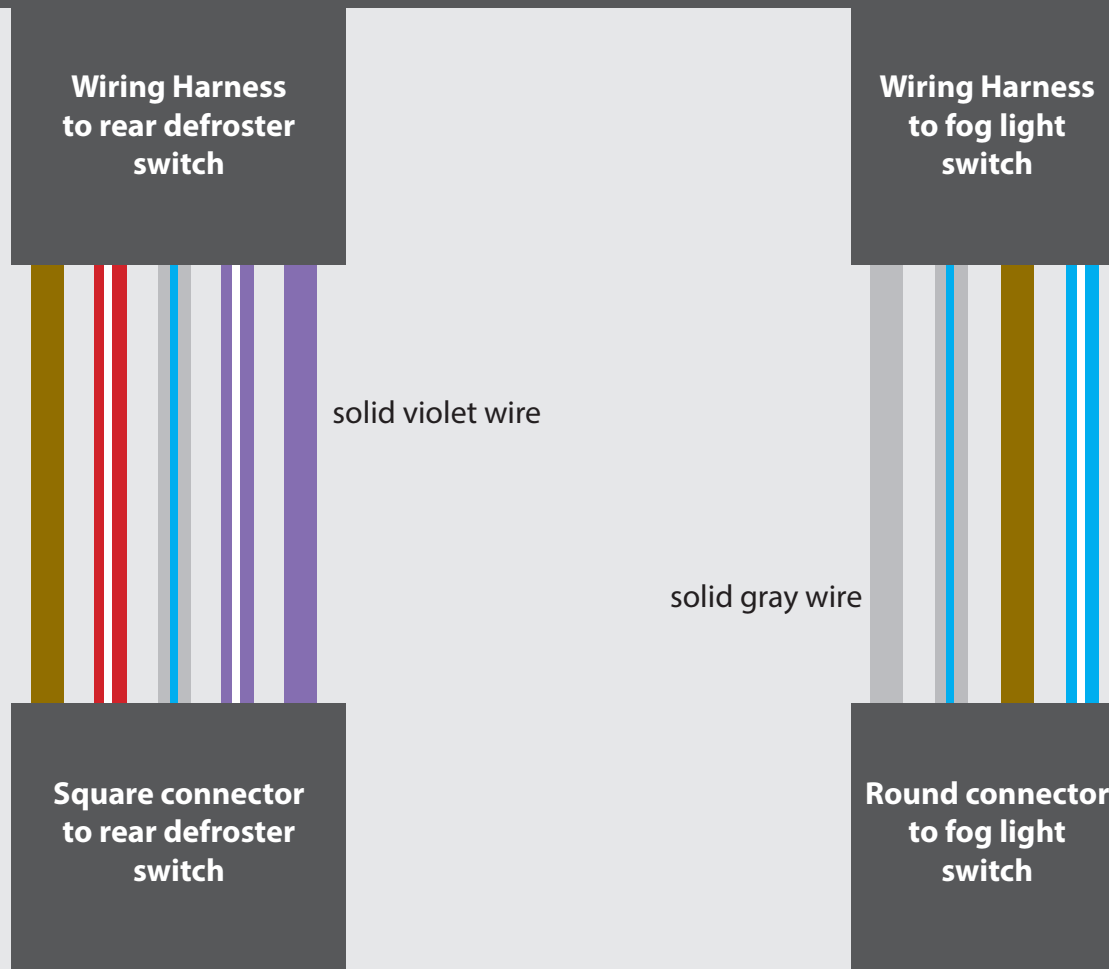 Wiring Harness
to rear defroster
switch
Wiring Harness
to fog light
switch
solid violet wire
solid gray wire
Square connector
to rear defroster
switch
Round connector
to fog light
switch